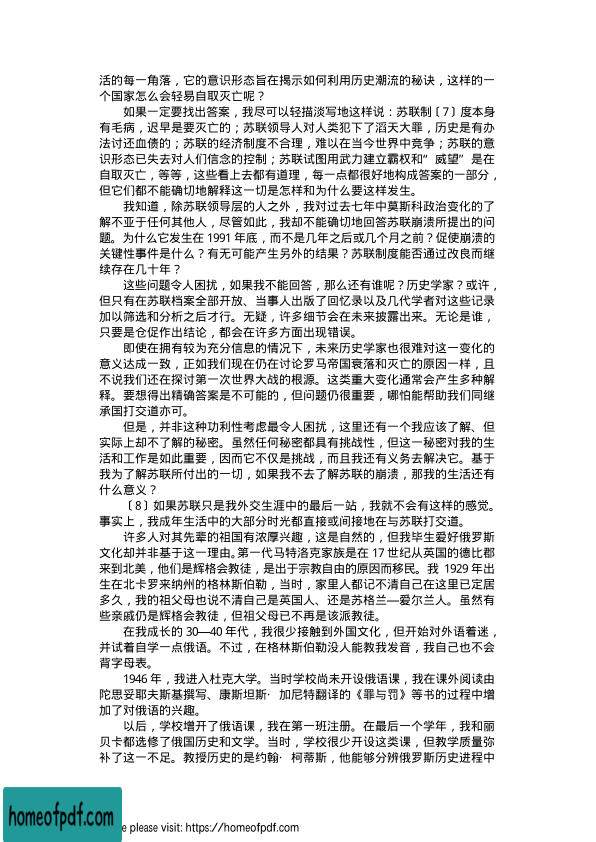 活的每一角落，它的意识形态旨在揭示如何利用历史潮流的秘诀，这样的一
个国家怎么会轻易自取灭亡呢？
如果一定要找出答案，我尽可以轻描淡写地这样说：苏联制〔7〕度本身
有毛病，迟早是要灭亡的；苏联领导人对人类犯下了滔天大罪，历史是有办
法讨还血债的；苏联的经济制度不合理，难以在当今世界中竞争；苏联的意
识形态已失去对人们信念的控制；苏联试图用武力建立霸权和“威望”是在
自取灭亡，等等，这些看上去都有道理，每一点都很好地构成答案的一部分，
但它们都不能确切地解释这一切是怎样和为什么要这样发生。
我知道，除苏联领导层的人之外，我对过去七年中莫斯科政治变化的了
解不亚于任何其他人，尽管如此，我却不能确切地回答苏联崩溃所提出的问
题。为什么它发生在 1991 年底，而不是几年之后或几个月之前？促使崩溃的
关键性事件是什么？有无可能产生另外的结果？苏联制度能否通过改良而继
续存在几十年？
这些问题令人困扰，如果我不能回答，那么还有谁呢？历史学家？或许，
但只有在苏联档案全部开放、当事人出版了回忆录以及几代学者对这些记录
加以筛选和分析之后才行。无疑，许多细节会在未来披露出来。无论是谁，
只要是仓促作出结论，都会在许多方面出现错误。
即使在拥有较为充分信息的情况下，未来历史学家也很难对这一变化的
意义达成一致，正如我们现在仍在讨论罗马帝国衰落和灭亡的原因一样，且
不说我们还在探讨第一次世界大战的根源。这类重大变化通常会产生多种解
释。要想得出精确答案是不可能的，但问题仍很重要，哪怕能帮助我们同继
承国打交道亦可。
但是，并非这种功利性考虑最令人困扰，这里还有一个我应该了解、但
实际上却不了解的秘密。虽然任何秘密都具有挑战性，但这一秘密对我的生
活和工作是如此重要，因而它不仅是挑战，而且我还有义务去解决它。基于
我为了解苏联所付出的一切，如果我不去了解苏联的崩溃，那我的生活还有
什么意义？
〔8〕如果苏联只是我外交生涯中的最后一站，我就不会有这样的感觉。
事实上，我成年生活中的大部分时光都直接或间接地在与苏联打交道。
许多人对其先辈的祖国有浓厚兴趣，这是自然的，但我毕生爱好俄罗斯
文化却并非基于这一理由。第一代马特洛克家族是在 17 世纪从英国的德比郡
来到北美，他们是辉格会教徒，是出于宗教自由的原因而移民。我 1929 年出
生在北卡罗来纳州的格林斯伯勒，当时，家里人都记不清自己在这里已定居
多久，我的祖父母也说不清自己是英国人、还是苏格兰—爱尔兰人。虽然有
些亲戚仍是辉格会教徒，但祖父母已不再是该派教徒。
在我成长的 30—40 年代，我很少接触到外国文化，但开始对外语着迷，
并试着自学一点俄语。不过，在格林斯伯勒没人能教我发音，我自己也不会
背字母表。
1946 年，我进入杜克大学。当时学校尚未开设俄语课，我在课外阅读由
陀思妥耶夫斯基撰写、康斯坦斯·加尼特翻译的《罪与罚》等书的过程中增
加了对俄语的兴趣。
以后，学校增开了俄语课，我在第一班注册。在最后一个学年，我和丽
贝卡都选修了俄国历史和文学。当时，学校很少开设这类课，但教学质量弥
补了这一不足。教授历史的是约翰·柯蒂斯，他能够分辨俄罗斯历史进程中
homeofpdf.com
please visit: https://homeofpdf.com